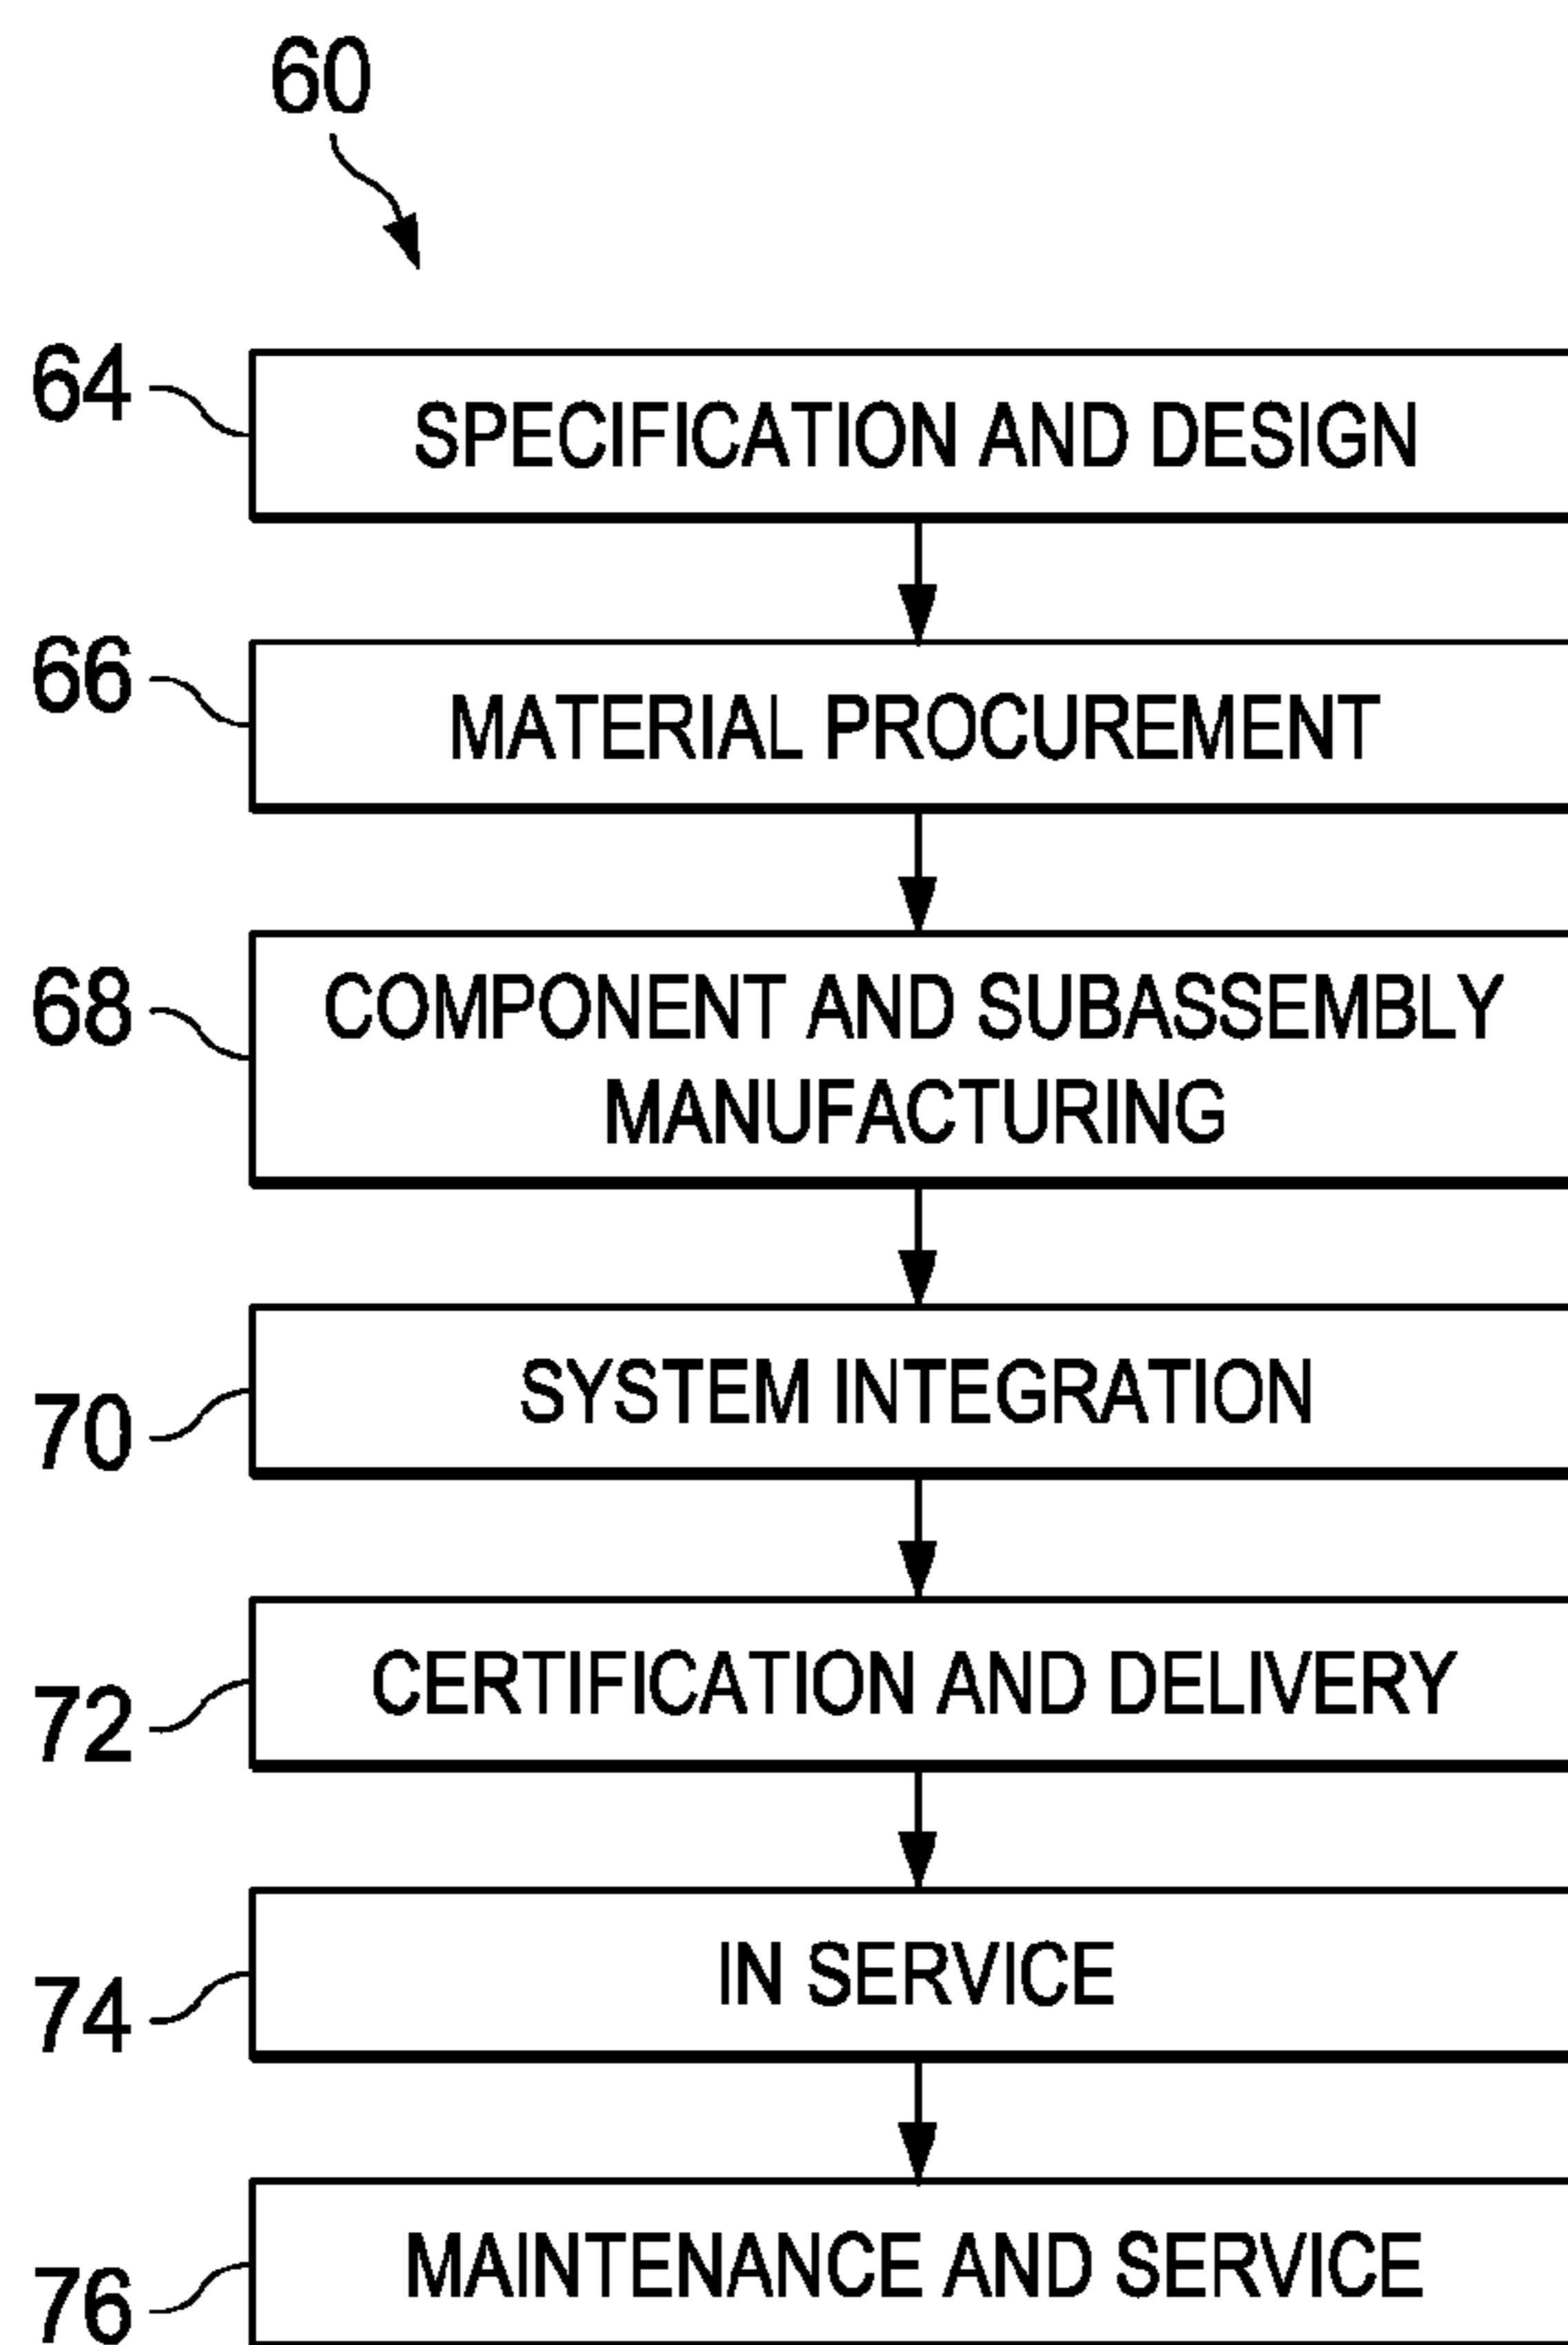 60
64
SPECIFICATION AND DESIGN
66
MATERIAL PROCUREMENT
68
COMPONENT AND SUBASSEMBLY
MANUFACTURING
70
SYSTEM INTEGRATION
72
CERTIFICATION AND DELIVERY
74
IN SERVICE
76
MAINTENANCE AND SERVICE